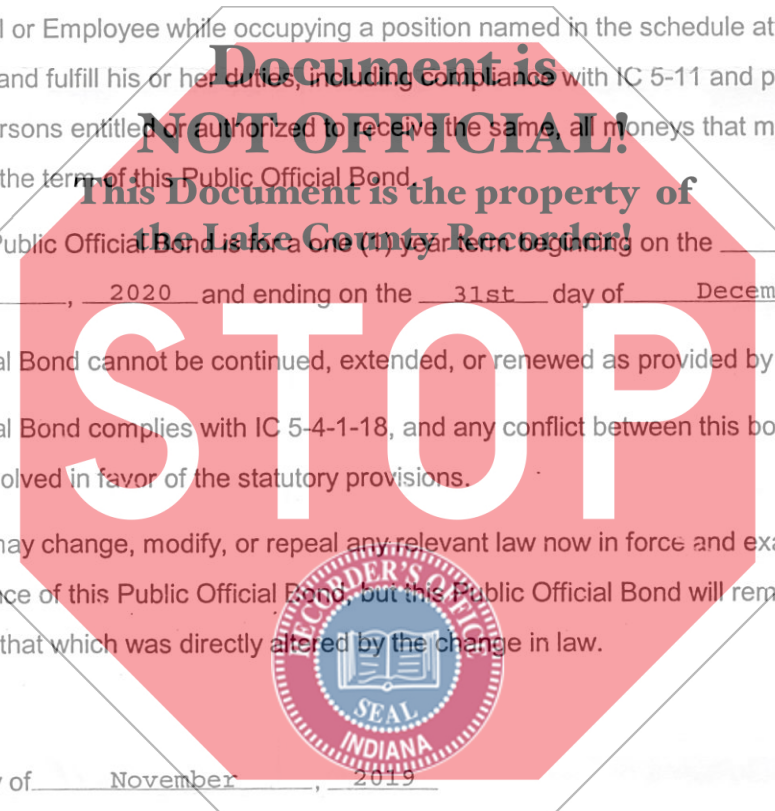 l or Employee while occupying a position named in the schedule at
Document is
and fulfill his or her duties, including compliance with IC 5-11 and p
NOT OFFICIAL!
rsons entitled or authorized to receive the same, all moneys that m
the term of this Public Official Bond.
This Document is the property of
the Lake County Recorder!
Public Official Bond is for a one (1) year term beginning on the
, 2020 and ending on the 31st day of Decem
STOP
al Bond cannot be continued, extended, or renewed as provided by
al Bond complies with IC 5-4-1-18, and any conflict between this bo
olved in favor of the statutory provisions.
may change, modify, or repeal any relevant law now in force and exa
RECORDER'S OFFICE
ce of this Public Official Bond, but this Public Official Bond will rem
that which was directly altered by the change in law.
SEAL
INDIANA
y of November , 2019